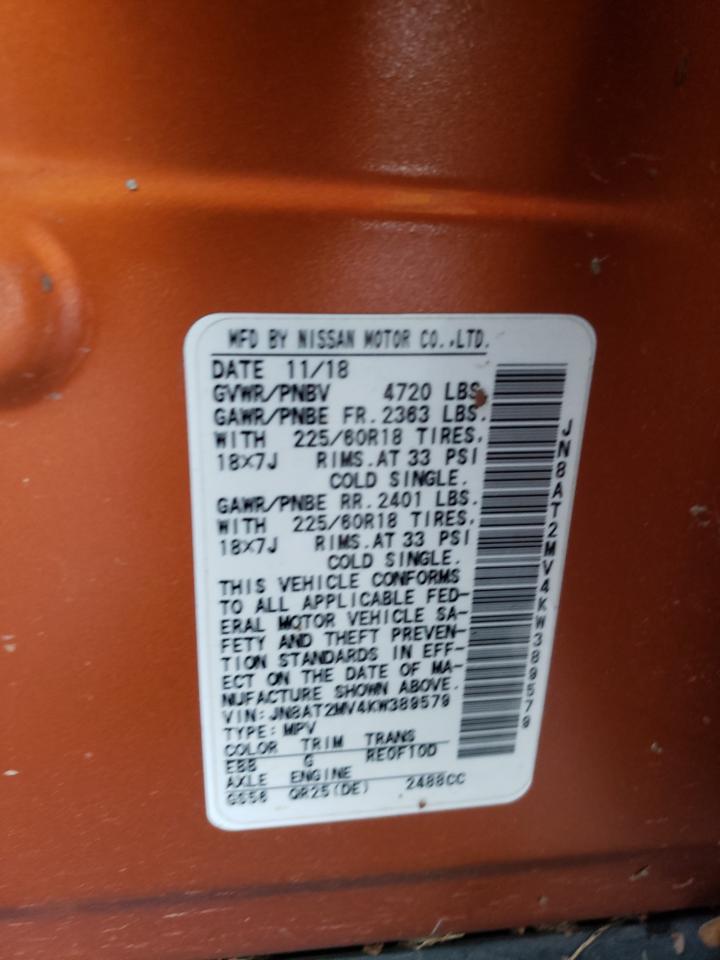 MFD BY NISSAN MOTOR CO.,LTD.
DATE 11/18
GVWR/PNBV 4720 LBS.
GAWR/PNBE FR. 2363 LBS.
WITH 225/60R18 TIRES,
18X7J RIMS. AT 33 PSI
COLD SINGLE.
GAWR/PNBE RR. 2401 LBS.
WITH 225/60R18 TIRES,
18X7J RIMS. AT 33 PSI
COLD SINGLE.
THIS VEHICLE CONFORMS
TO ALL APPLICABLE FED-
ERAL MOTOR VEHICLE SA-
FETY AND THEFT PREVEN-
TION STANDARDS IN EFF-
ECT ON THE DATE OF MA-
NUFACTURE SHOWN ABOVE.
VIN: JN8AT2MV4KW389579
TYPE: MPV
COLOR TRIM TRANS
EBB G RE0F10D
AXLE ENGINE
GS58 QR25(DE) 2488CC
JN8AT2MV4KW389579